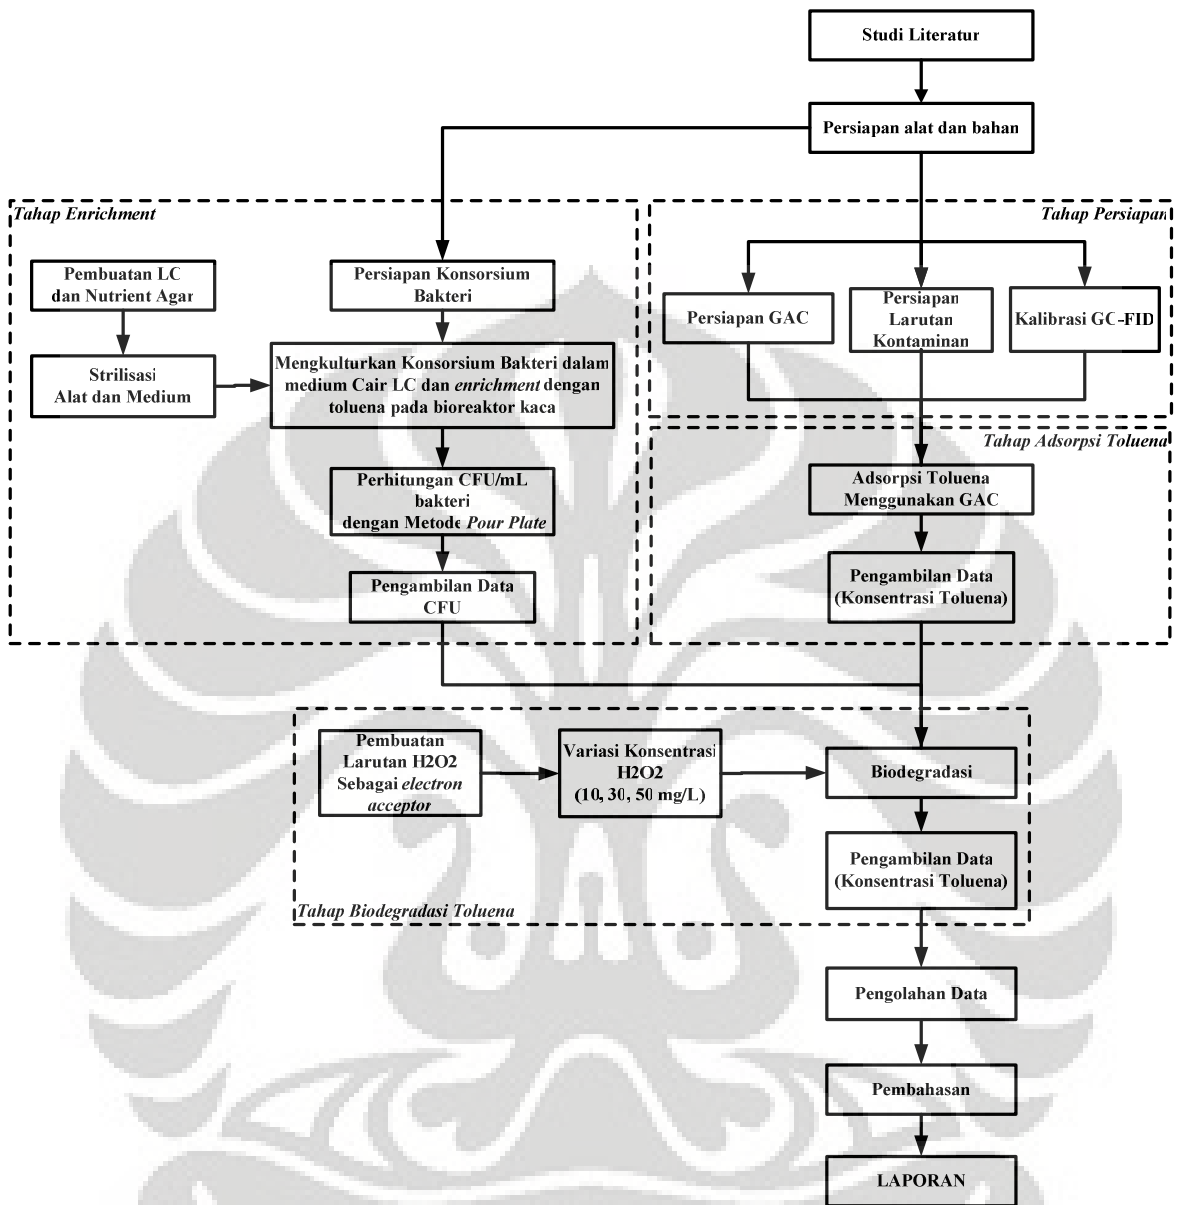 Studi Literatur
Persiapan alat dan bahan
Tahap Enrichment
Pembuatan LC
dan Nutrient Agar
Strilisasi
Alat dan Medium
Persiapan Konsorsium
Bakteri
Mengkulturkan Konsorsium Bakteri dalam
medium Cair LC dan enrichment dengan
toluena pada bioreaktor kaca
Perhitungan CFU/mL
bakteri
dengan Metode Pour Plate
Pengambilan Data
CFU
Tahap Persiapan
Persiapan GAC
Persiapan
Larutan
Kontaminan
Kalibrasi GC-FID
Tahap Adsorpsi Toluena
Adsorpsi Toluena
Menggunakan GAC
Pengambilan Data
(Konsentrasi Toluena)
Pembuatan
Larutan H2O2
Sebagai electron
acceptor
Variasi Konsentrasi
H2O2
(10, 30, 50 mg/L)
Biodegradasi
Pengambilan Data
(Konsentrasi Toluena)
Tahap Biodegradasi Toluena
Pengolahan Data
Pembahasan
LAPORAN